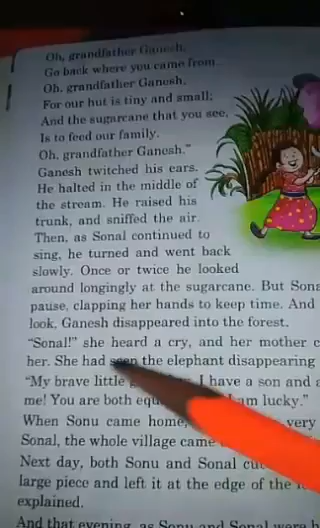 Oh, grandfather Ganesh,
Go back where you came from.
Oh, grandfather Ganesh,
For our hut is tiny and small;
And the sugarcane that you see,
Is to feed our family.
Oh, grandfather Ganesh."
Ganesh twitched his ears.
He halted in the middle of
the stream. He raised his
trunk, and sniffed the air.
Then, as Sonal continued to
sing, he turned and went back
slowly. Once or twice he looked
around longingly at the sugarcane. But
pause, clapping her hands to keep time. And
look, Ganesh disappeared into the forest.
"Sonal!" she heard a cry, and her mother
her. She had seen the elephant disappearing
"My brave little I have a son and
me! You are both am lucky."
When Sonu came home, very
Sonal, the whole village came
Next day, both Sonu and Sonal
large piece and left it at the edge of the
explained.
And that evening, as Sonu and Sonal were